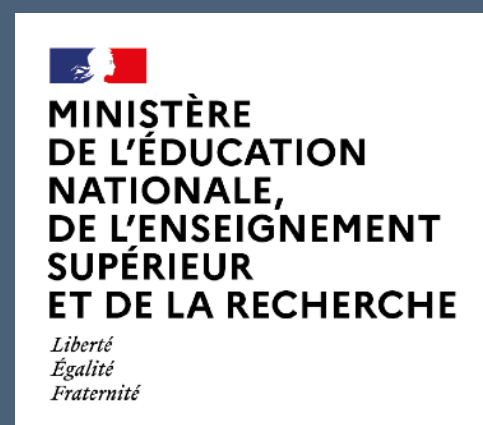 MINISTÈRE
DE L'ÉDUCATION
NATIONALE,
DE L'ENSEIGNEMENT
SUPÉRIEUR
ET DE LA RECHERCHE
Liberté
Égalité
Fraternité